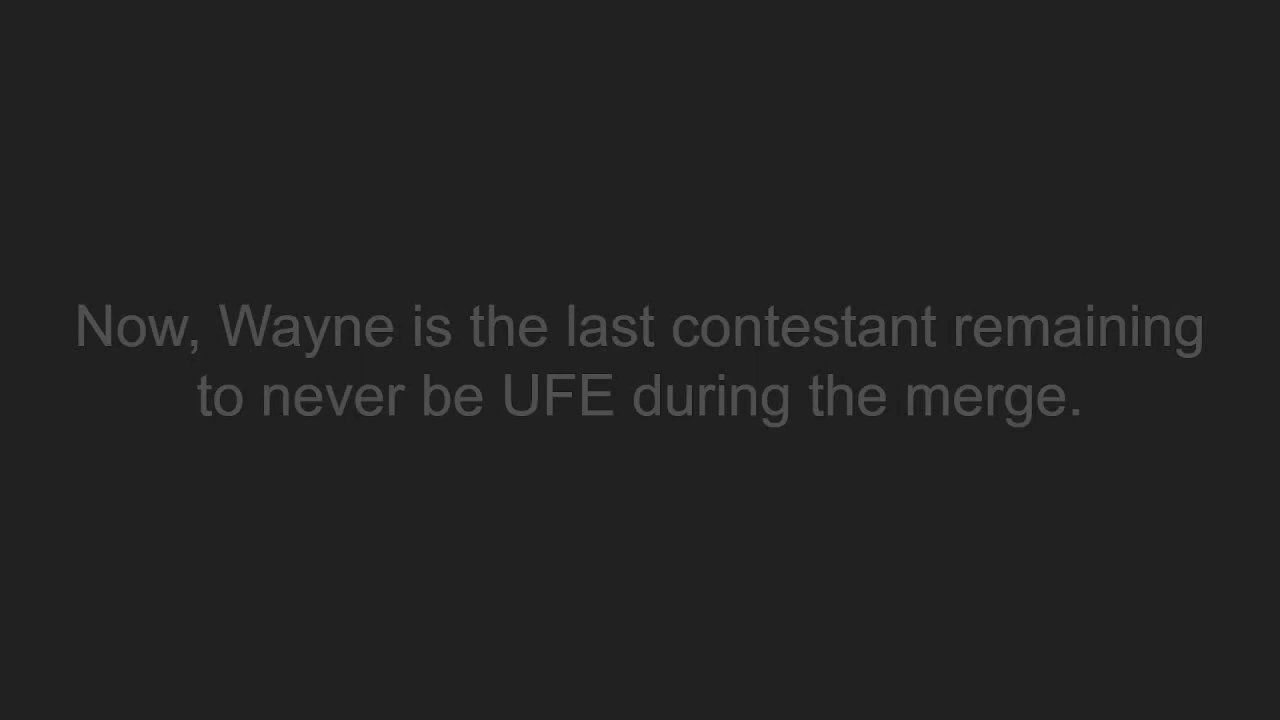 Now, Wayne is the last contestant remaining
to never be UFE during the merge.